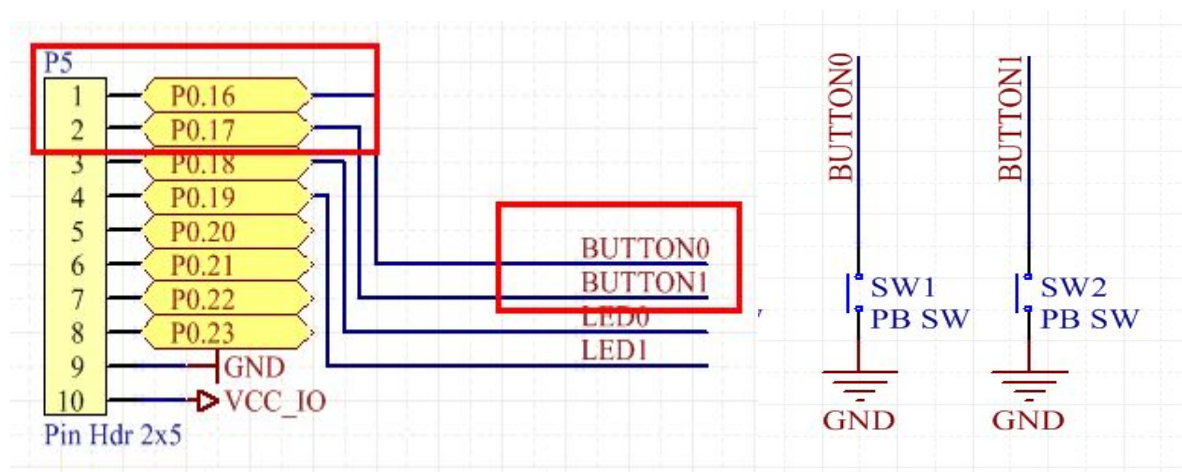 P5
1 P0.16
2 P0.17
3 P0.18
4 P0.19
5 P0.20
6 P0.21
7 P0.22
8 P0.23
9 GND
10 VCC_IO
Pin Hdr 2x5
BUTTON0
BUTTON1
LED0
LED1
BUTTON0
BUTTON1
SW1
PB SW
SW2
PB SW
GND
GND